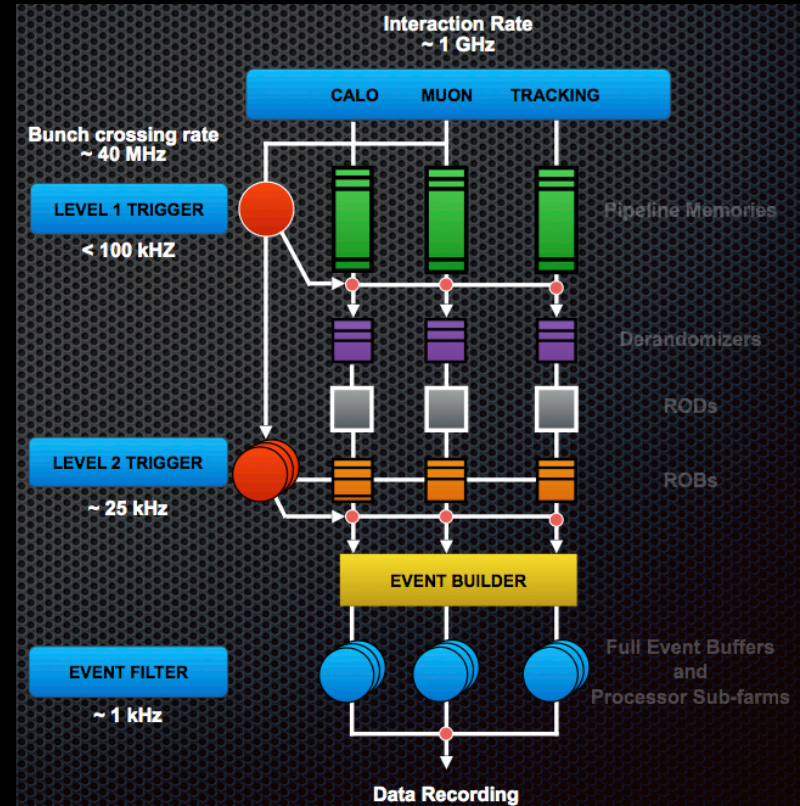 Interaction Rate
~ 1 GHz
CALO MUON TRACKING
Bunch crossing rate
~ 40 MHz
LEVEL 1 TRIGGER
< 100 kHZ
Pipeline Memories
Derandomizers
RODs
LEVEL 2 TRIGGER
~ 25 kHz
ROBs
EVENT BUILDER
EVENT FILTER
~ 1 kHz
Full Event Buffers
and
Processor Sub-farms
Data Recording